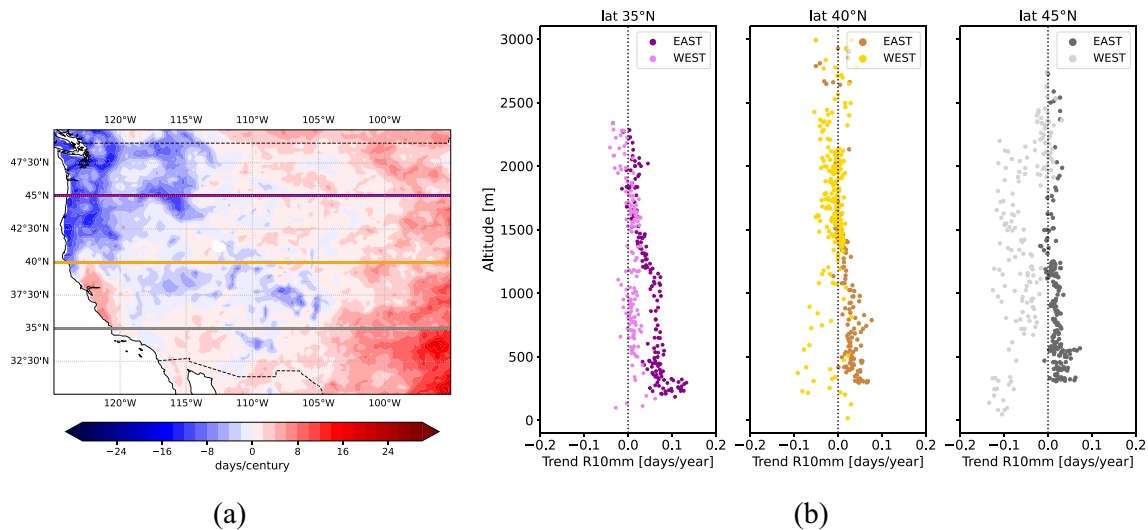 120°W 115°W 110°W 105°W 100°W
47°30'N
45°N
42°30'N
40°N
37°30'N
35°N
32°30'N
120°W 115°W 110°W 105°W 100°W
−24 −16 −8 0 8 16 24
days/century
(a)
lat 35°N
EAST
WEST
3000
2500
2000
1500
1000
500
0
Altitude [m]
−0.2 −0.1 0.0 0.1 0.2
Trend R10mm [days/year]
lat 40°N
EAST
WEST
−0.2 −0.1 0.0 0.1 0.2
Trend R10mm [days/year]
lat 45°N
EAST
WEST
−0.2 −0.1 0.0 0.1 0.2
Trend R10mm [days/year]
(b)